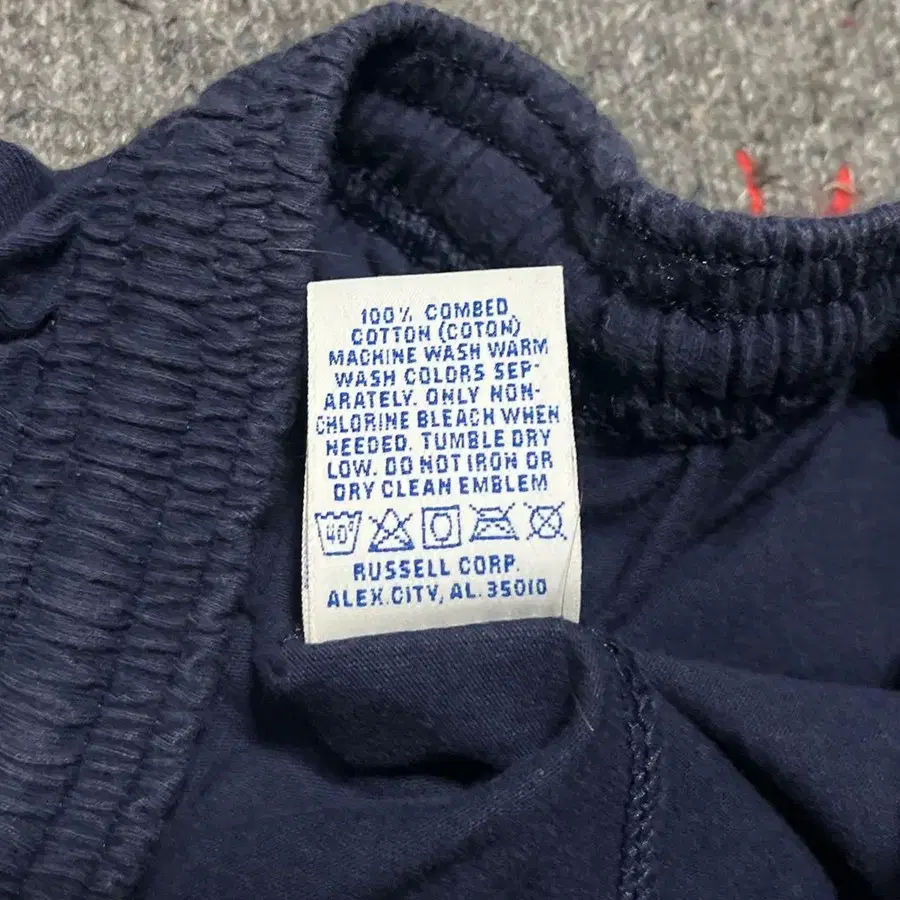 100% COMBED
COTTON (COTON)
MACHINE WASH WARM
WASH COLORS SEP-
ARATELY. ONLY NON-
CHLORINE BLEACH WHEN
NEEDED. TUMBLE DRY
LOW. DO NOT IRON OR
DRY CLEAN EMBLEM
40°
RUSSELL CORP.
ALEX.CITY, AL. 35010